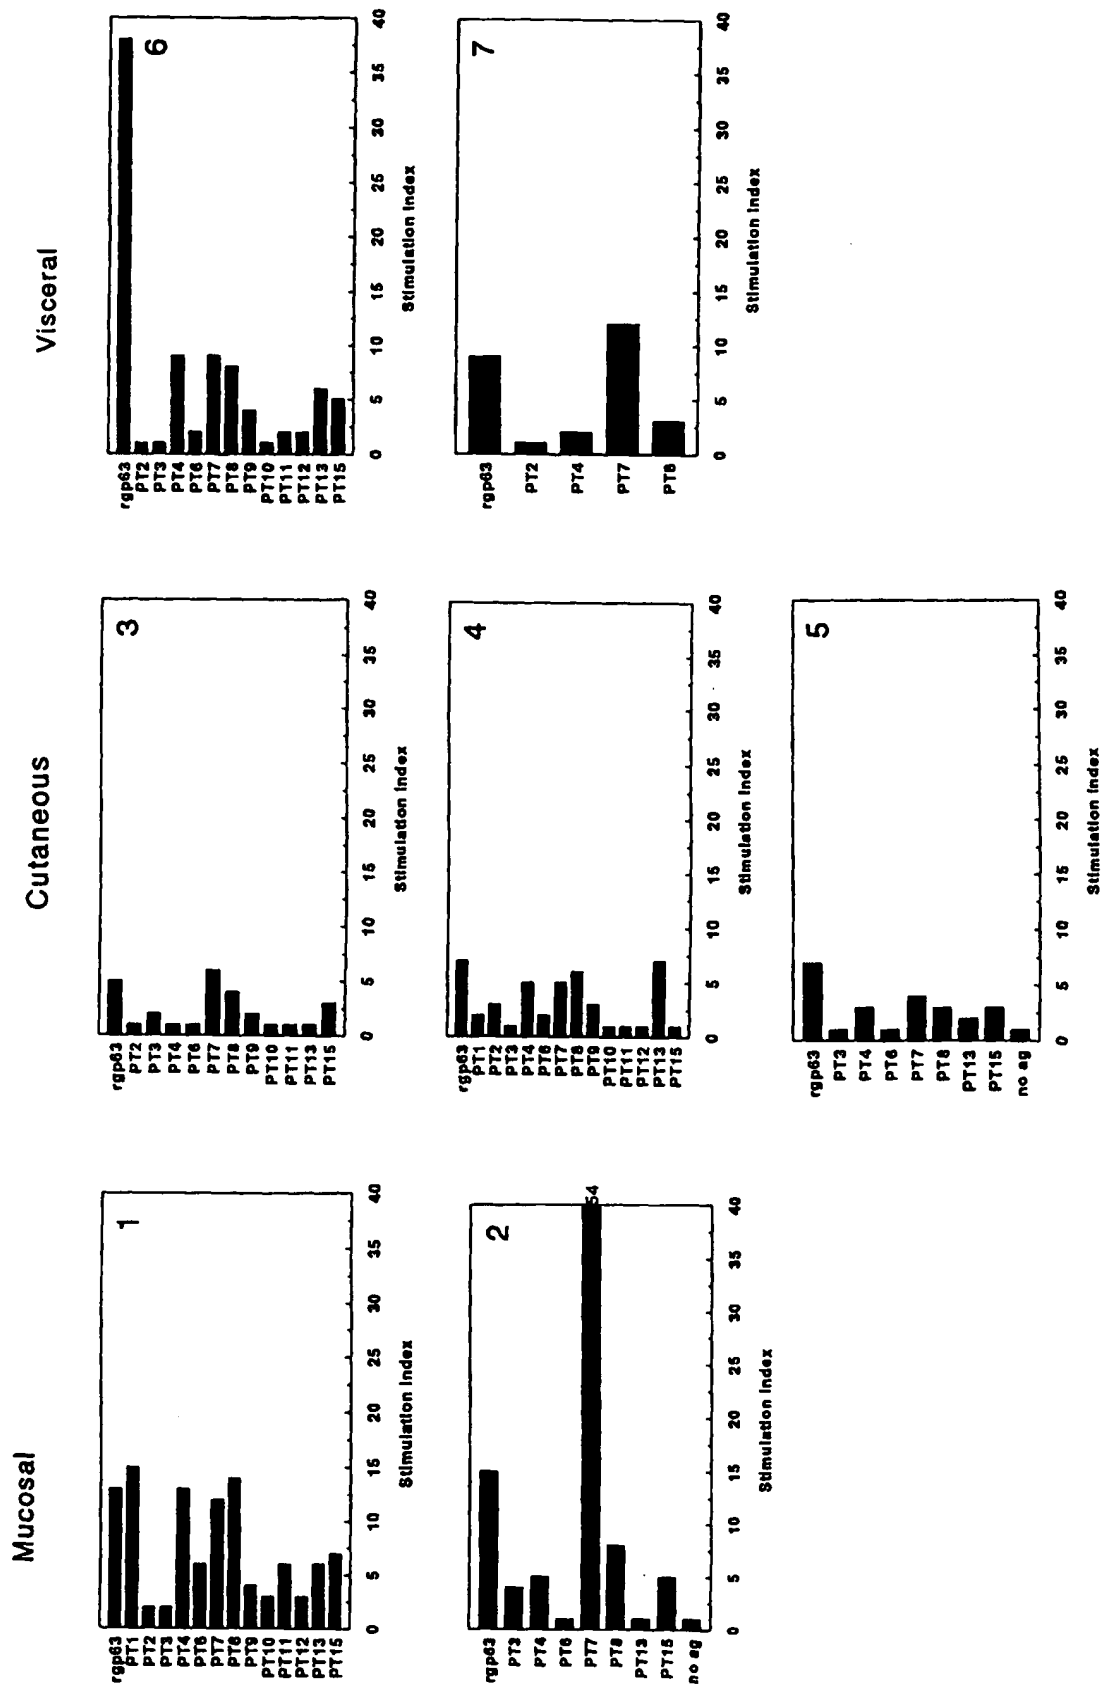 Mucosal
1
rgp63
PT1
PT2
PT3
PT4
PT6
PT7
PT8
PT9
PT10
PT11
PT12
PT13
PT15
0 5 10 15 20 25 30 35 40
Stimulation Index
2
rgp63
PT3
PT4
PT6
PT7
54
PT8
PT13
PT15
no ag
0 5 10 15 20 25 30 35 40
Stimulation Index
Cutaneous
3
rgp63
PT2
PT3
PT4
PT6
PT7
PT8
PT9
PT10
PT11
PT13
PT15
0 5 10 15 20 25 30 35 40
Stimulation Index
4
rgp63
PT1
PT2
PT3
PT4
PT6
PT7
PT8
PT9
PT10
PT11
PT12
PT13
PT15
0 5 10 15 20 25 30 35 40
Stimulation Index
5
rgp63
PT3
PT4
PT6
PT7
PT8
PT13
PT15
no ag
0 5 10 15 20 25 30 35 40
Stimulation Index
Visceral
6
rgp63
PT2
PT3
PT4
PT6
PT7
PT8
PT9
PT10
PT11
PT12
PT13
PT15
0 5 10 15 20 25 30 35 40
Stimulation Index
7
rgp63
PT2
PT4
PT7
PT8
0 5 10 15 20 25 30 35 40
Stimulation Index